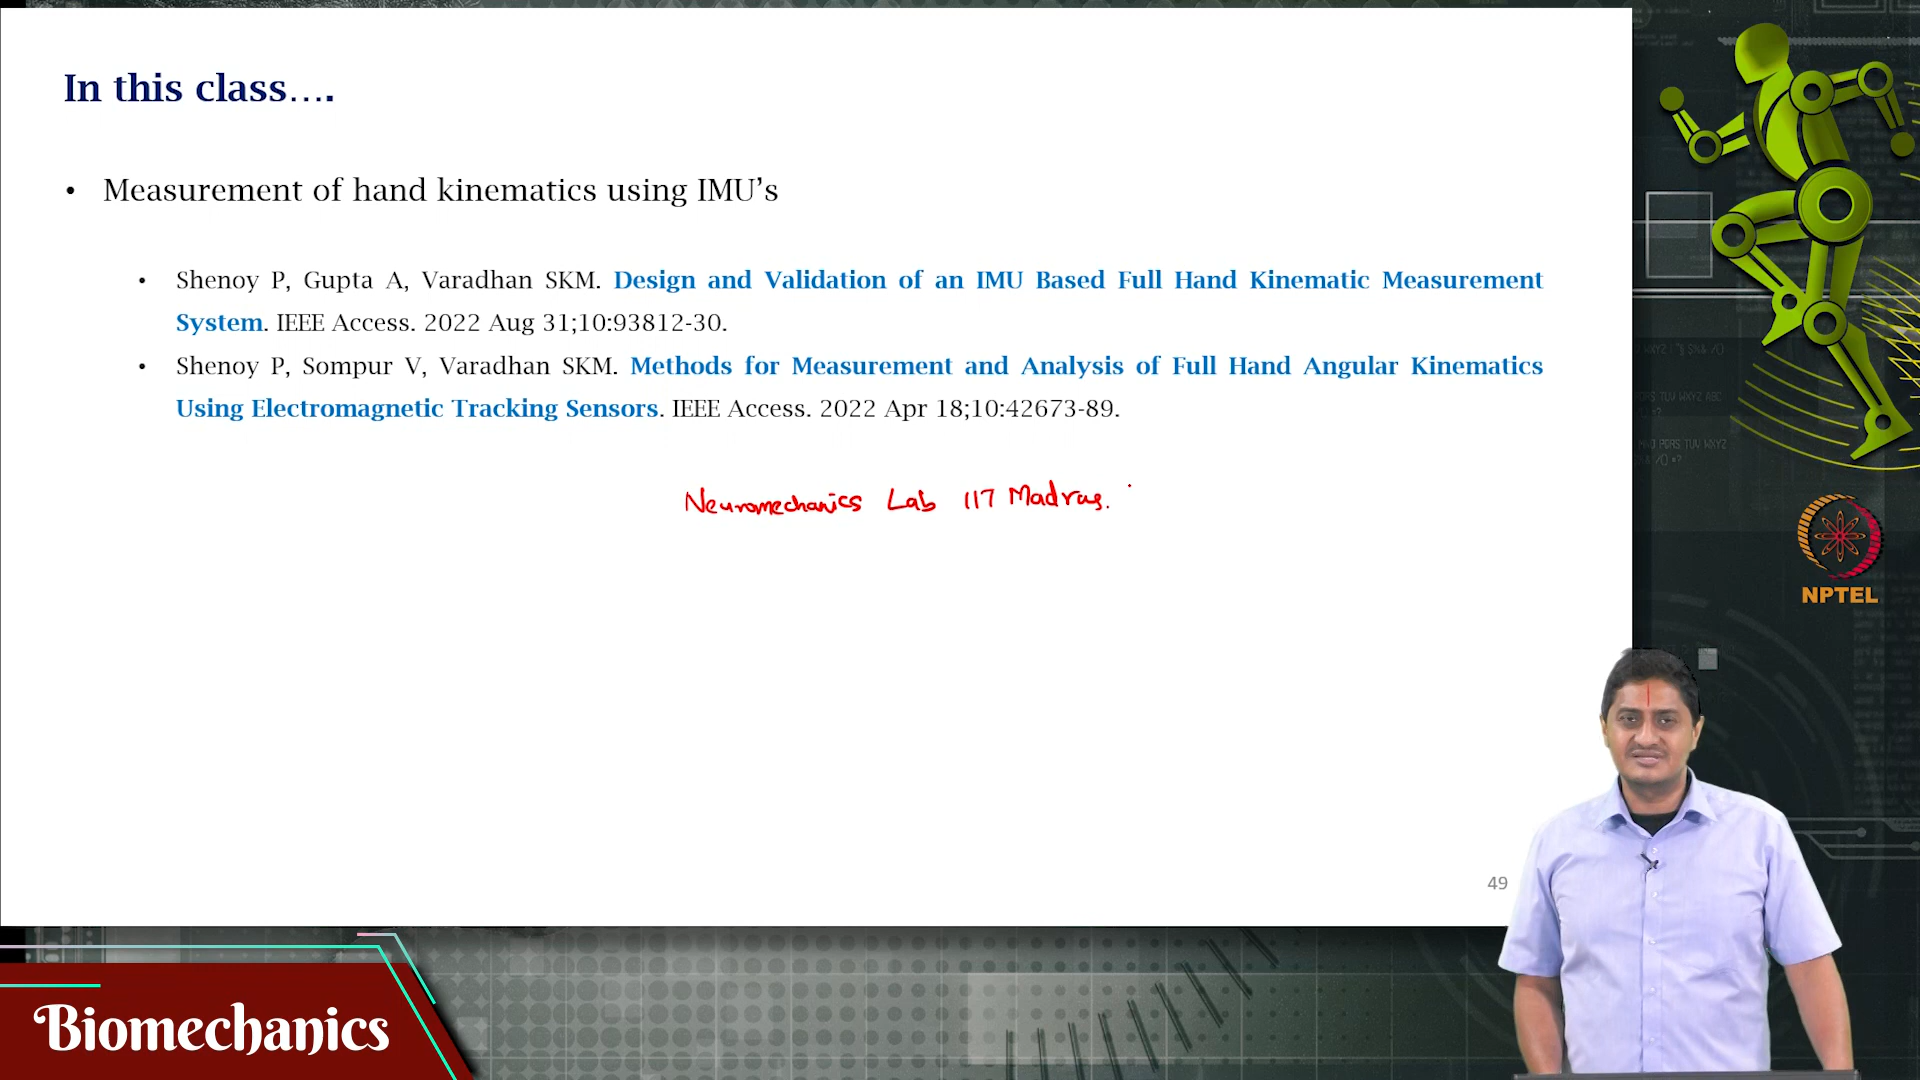 In this class….
• Measurement of hand kinematics using IMU’s
• Shenoy P, Gupta A, Varadhan SKM. Design and Validation of an IMU Based Full Hand Kinematic Measurement
System. IEEE Access. 2022 Aug 31;10:93812-30.
• Shenoy P, Sompur V, Varadhan SKM. Methods for Measurement and Analysis of Full Hand Angular Kinematics
Using Electromagnetic Tracking Sensors. IEEE Access. 2022 Apr 18;10:42673-89.
Neuromechanics Lab IIT Madras.
NPTEL
49
Biomechanics